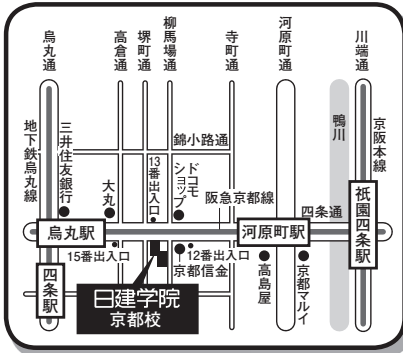 烏丸通
高倉通
堺町通
柳馬場通
寺町通
河原町通
川端通
地下鉄烏丸線
三井住友銀行
大丸
13番出入口
ドコモ
ショップ
錦小路通
阪急京都線
四条通
鴨川
京阪本線
烏丸駅
河原町駅
祇園四条駅
四条駅
15番出入口
12番出入口
京都信金
高島屋
京都マルイ
日建学院
京都校